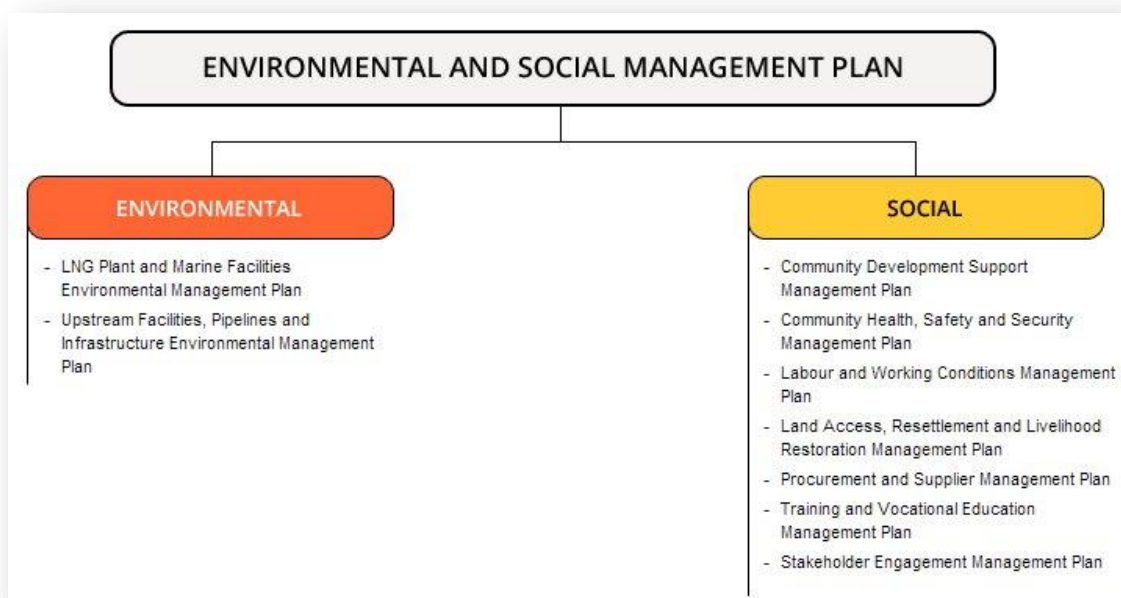 ENVIRONMENTAL AND SOCIAL MANAGEMENT PLAN
ENVIRONMENTAL
- LNG Plant and Marine Facilities
Environmental Management Plan
- Upstream Facilities, Pipelines and
Infrastructure Environmental Management
Plan
SOCIAL
- Community Development Support
Management Plan
- Community Health, Safety and Security
Management Plan
- Labour and Working Conditions Management
Plan
- Land Access, Resettlement and Livelihood
Restoration Management Plan
- Procurement and Supplier Management Plan
- Training and Vocational Education
Management Plan
- Stakeholder Engagement Management Plan